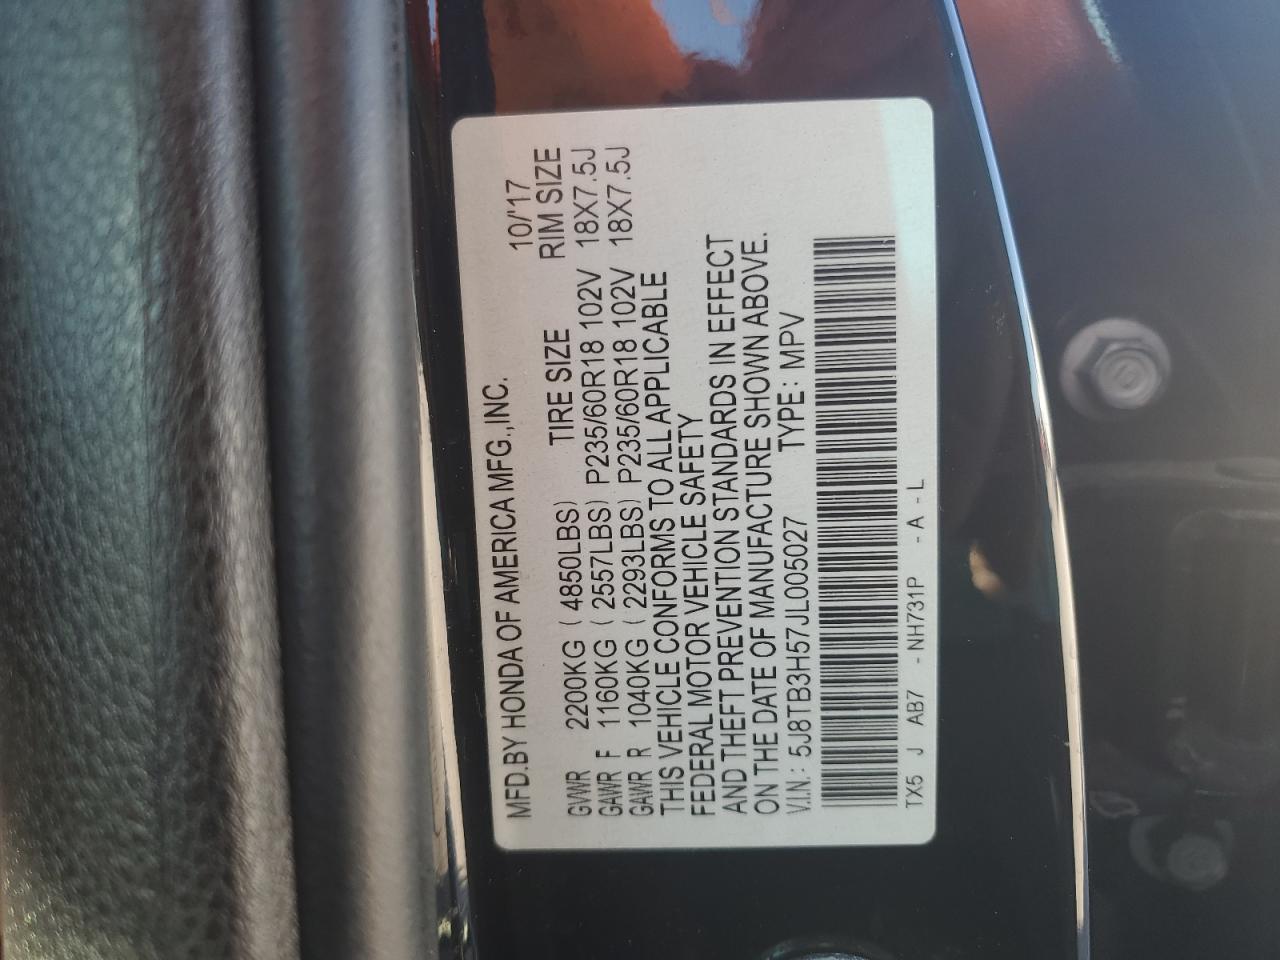 MFD.BY HONDA OF AMERICA MFG.,INC. 10/'17
TIRE SIZE RIM SIZE
GVWR 2200KG ( 4850LBS)
GAWR F 1160KG ( 2557LBS) P235/60R18 102V 18X7.5J
GAWR R 1040KG ( 2293LBS) P235/60R18 102V 18X7.5J
THIS VEHICLE CONFORMS TO ALL APPLICABLE
FEDERAL MOTOR VEHICLE SAFETY
AND THEFT PREVENTION STANDARDS IN EFFECT
ON THE DATE OF MANUFACTURE SHOWN ABOVE.
V.I.N.: 5J8TB3H57JL005027 TYPE: MPV
TX5 J AB7 - NH731P - A - L